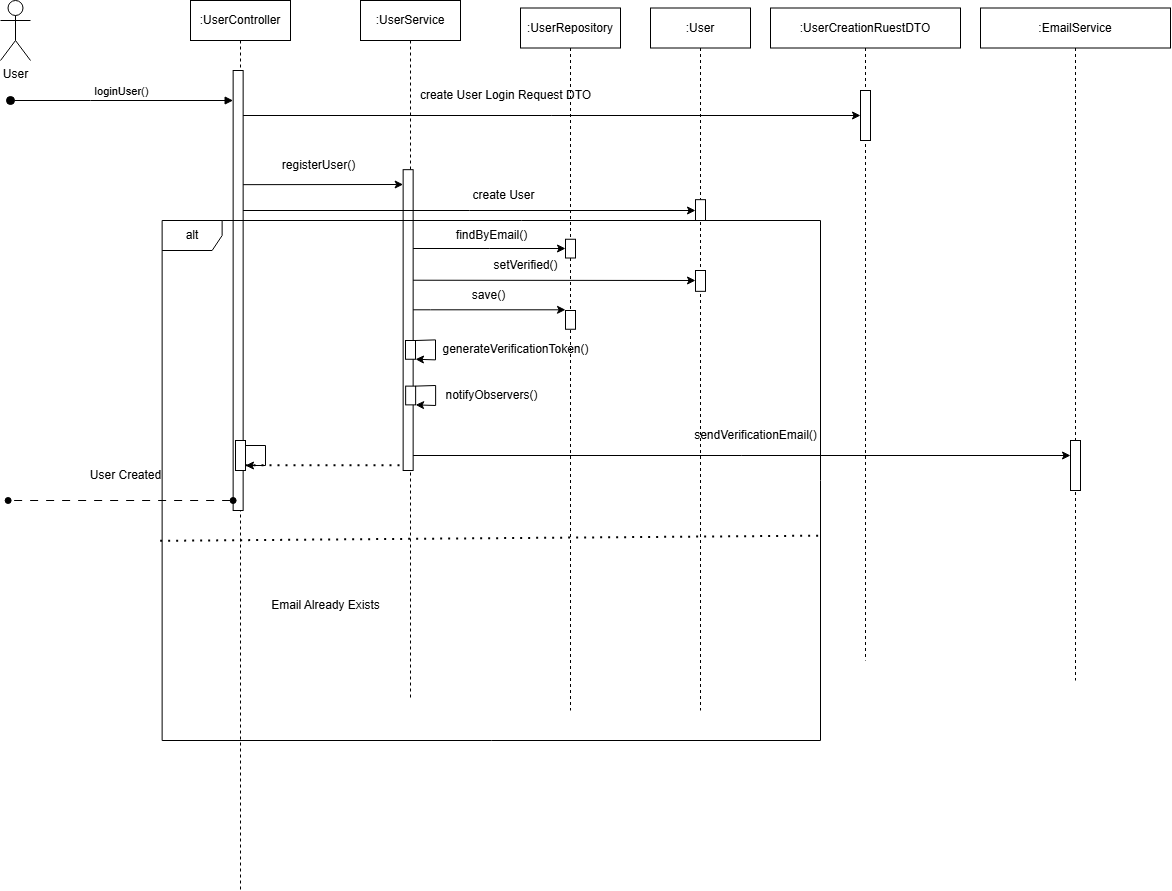 :UserController
:UserService
:UserRepository
:User
:UserCreationRuestDTO
:EmailService
User
loginUser()
create User Login Request DTO
registerUser()
create User
alt
findByEmail()
setVerified()
save()
generateVerificationToken()
notifyObservers()
sendVerificationEmail()
User Created
Email Already Exists